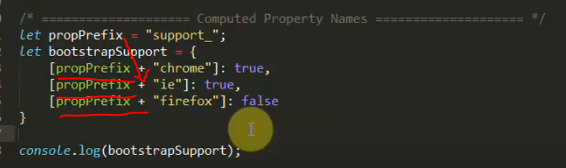 /* =================== Computed Property Names =================== */
let propPrefix = "support_";
let bootstrapSupport = {
[propPrefix + "chrome"]: true,
[propPrefix + "ie"]: true,
[propPrefix + "firefox"]: false
}
console.log(bootstrapSupport);